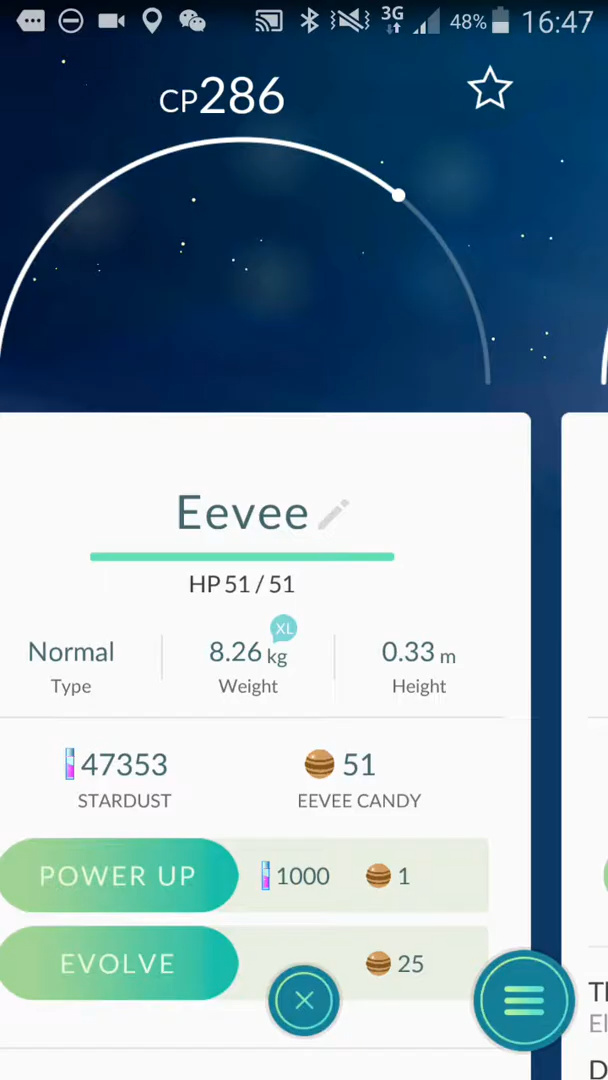 3G 48% 16:47
CP286
Eevee
HP 51 / 51
XL
Normal 8.26 kg 0.33 m
Type Weight Height
47353 51
STARDUST EEVEE CANDY
POWER UP 1000 1
EVOLVE 25